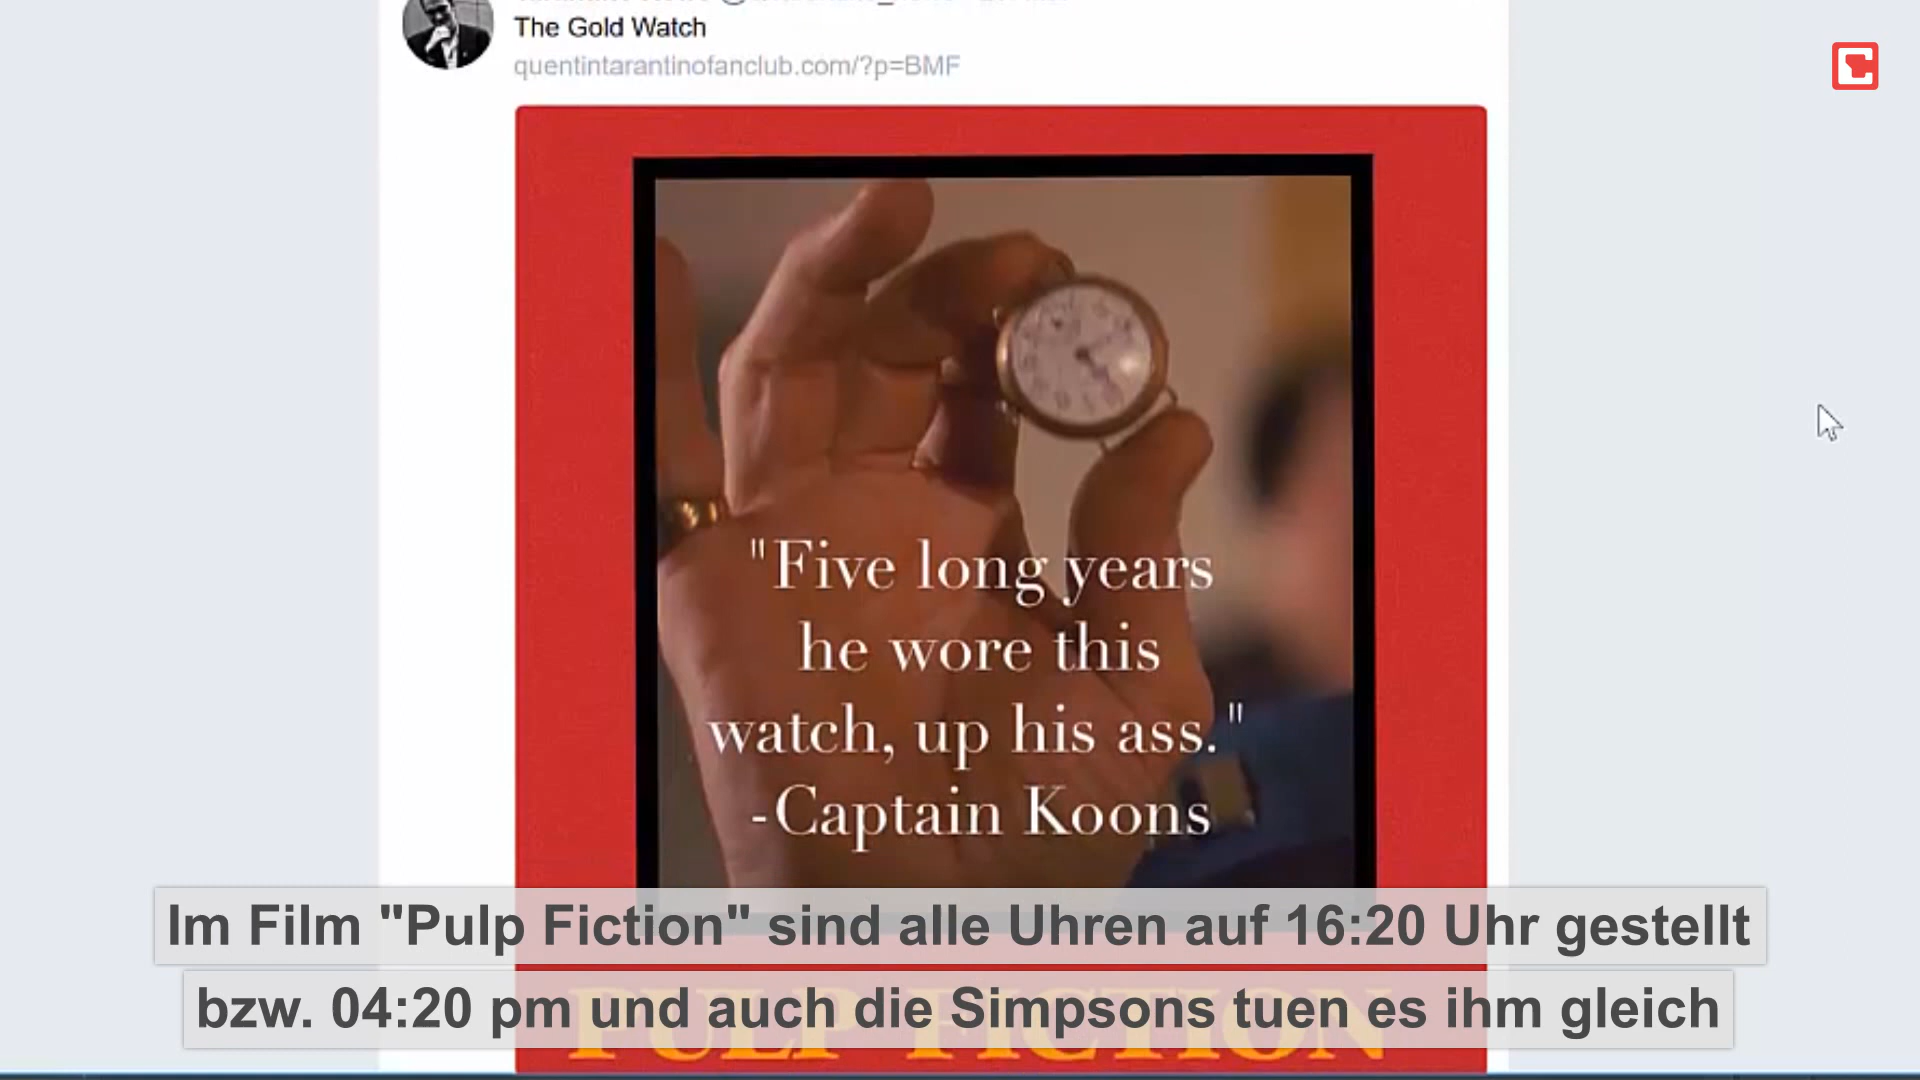 The Gold Watch
quentintarantinofanclub.com/?p=BMF
"Five long years
he wore this
watch, up his ass."
-Captain Koons
Im Film "Pulp Fiction" sind alle Uhren auf 16:20 Uhr gestellt
bzw. 04:20 pm und auch die Simpsons tuen es ihm gleich
PULP FICTION